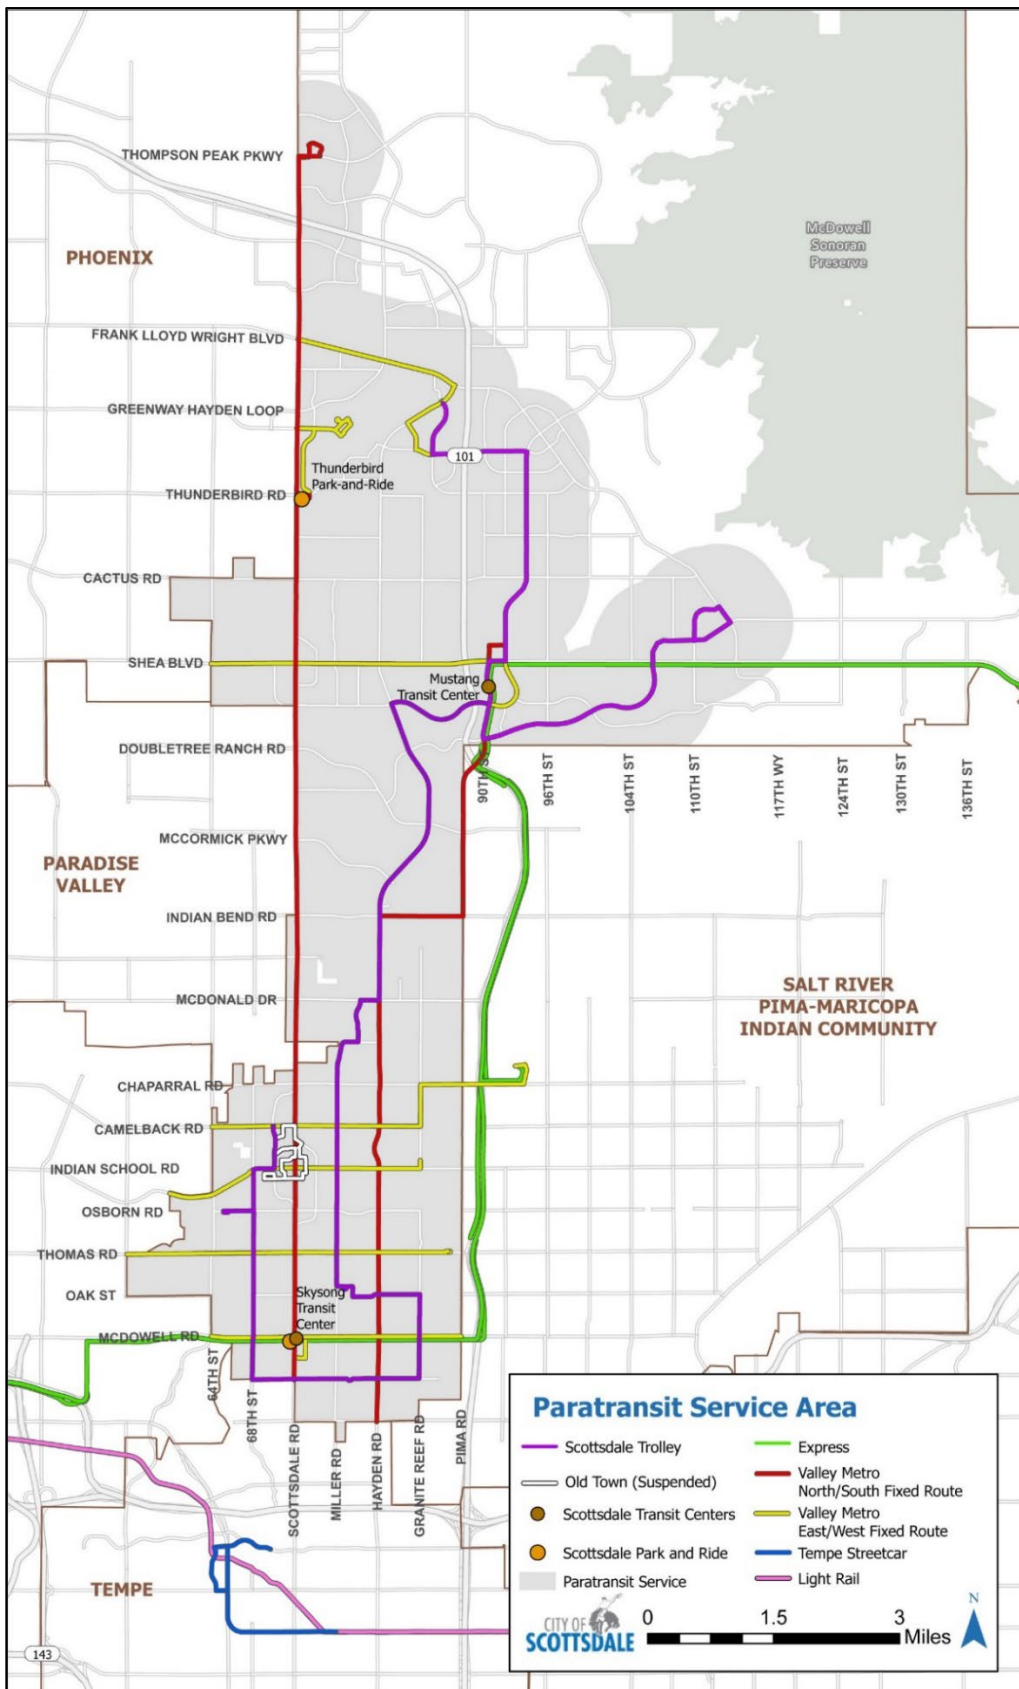 THOMPSON PEAK PKWY
McDowell
Sonoran
Preserve
PHOENIX
FRANK LLOYD WRIGHT BLVD
GREENWAY HAYDEN LOOP
101
Thunderbird
Park-and-Ride
THUNDERBIRD RD
CACTUS RD
SHEA BLVD
Mustang
Transit Center
DOUBLETREE RANCH RD
90TH ST
96TH ST
104TH ST
110TH ST
117TH WY
124TH ST
130TH ST
136TH ST
MCCORMICK PKWY
PARADISE
VALLEY
INDIAN BEND RD
SALT RIVER
PIMA-MARICOPA
INDIAN COMMUNITY
MCDONALD DR
CHAPARRAL RD
CAMELBACK RD
INDIAN SCHOOL RD
OSBORN RD
THOMAS RD
OAK ST
Skysong
Transit
Center
MCDOWELL RD
64TH ST
68TH ST
SCOTTSDALE RD
MILLER RD
HAYDEN RD
GRANITE REEF RD
PIMA RD
TEMPE
143
Paratransit Service Area
Scottsdale Trolley
Old Town (Suspended)
Scottsdale Transit Centers
Scottsdale Park and Ride
Paratransit Service
Express
Valley Metro
North/South Fixed Route
Valley Metro
East/West Fixed Route
Tempe Streetcar
Light Rail
CITY OF
SCOTTSDALE
0 1.5 3
Miles
N